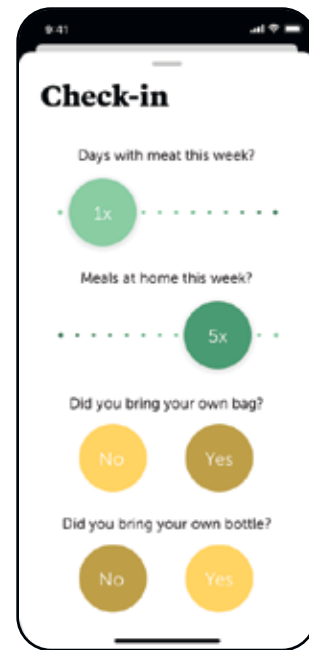 9:41
Check-in
Days with meat this week?
1x
Meals at home this week?
5x
Did you bring your own bag?
No Yes
Did you bring your own bottle?
No Yes